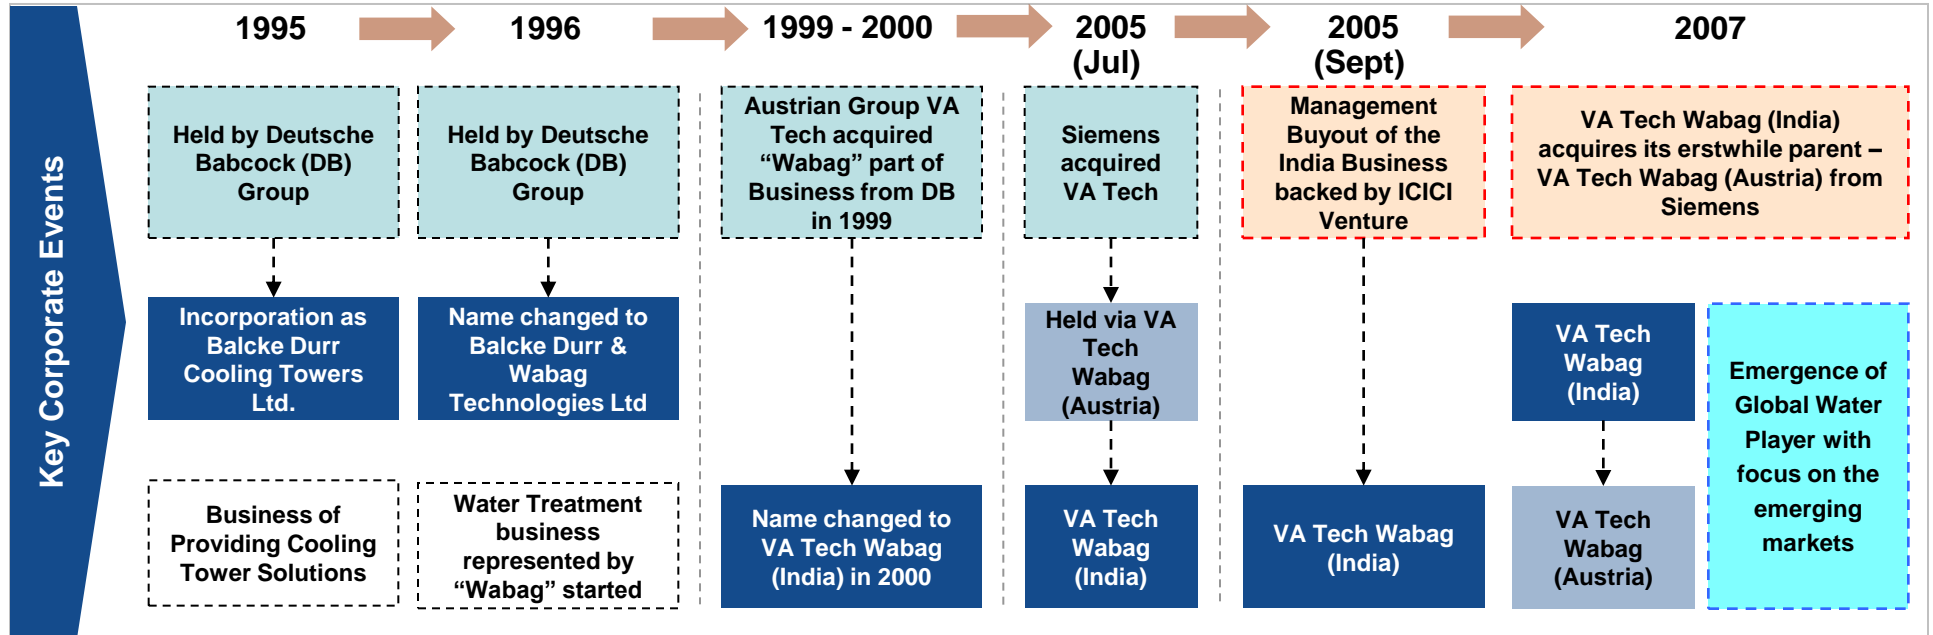 Key Corporate Events
1995
1996
1999 - 2000
2005
(Jul)
2005
(Sept)
2007
Held by Deutsche
Babcock (DB)
Group
Held by Deutsche
Babcock (DB)
Group
Austrian Group VA
Tech acquired
“Wabag” part of
Business from DB
in 1999
Siemens
acquired
VA Tech
Management
Buyout of the
India Business
backed by ICICI
Venture
VA Tech Wabag (India)
acquires its erstwhile parent –
VA Tech Wabag (Austria) from
Siemens
Incorporation as
Balcke Durr
Cooling Towers
Ltd.
Name changed to
Balcke Durr &
Wabag
Technologies Ltd
Held via VA
Tech
Wabag
(Austria)
VA Tech
Wabag
(India)
Emergence of
Global Water
Player with
focus on the
emerging
markets
Business of
Providing Cooling
Tower Solutions
Water Treatment
business
represented by
“Wabag” started
Name changed to
VA Tech Wabag
(India) in 2000
VA Tech
Wabag
(India)
VA Tech Wabag
(India)
VA Tech
Wabag
(Austria)